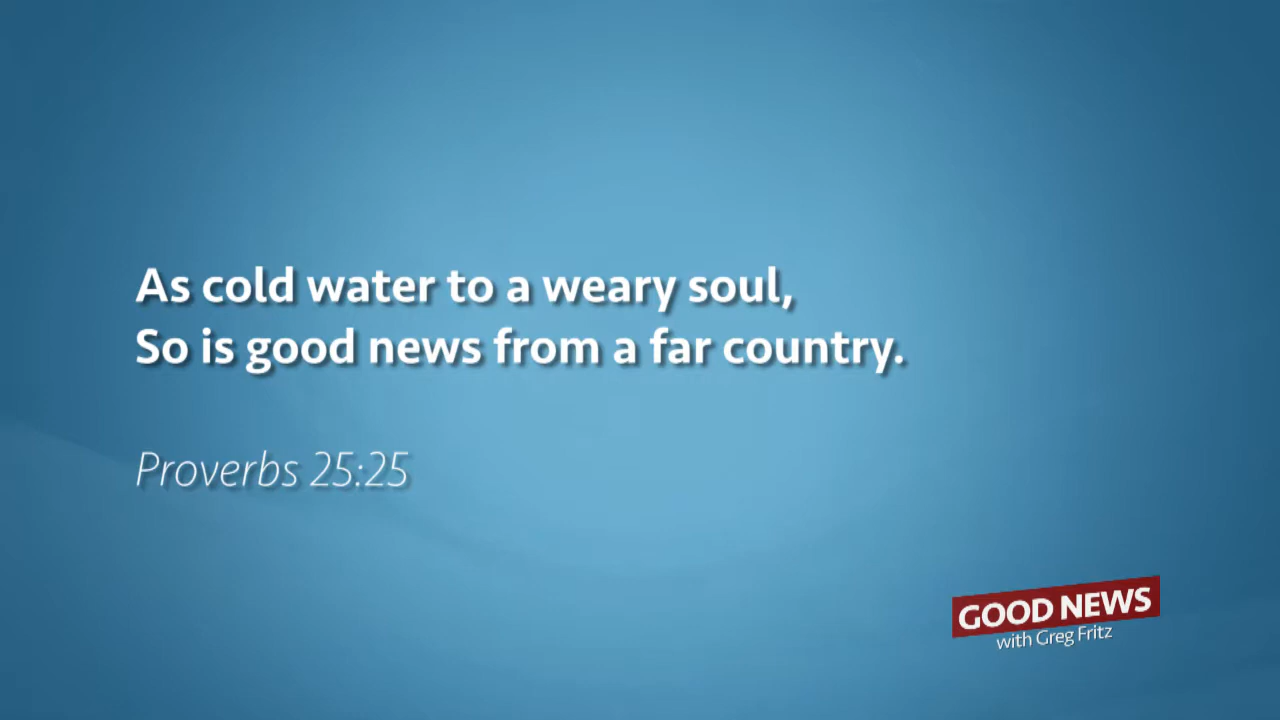 As cold water to a weary soul,
So is good news from a far country.
Proverbs 25:25
GOOD NEWS
with Greg Fritz